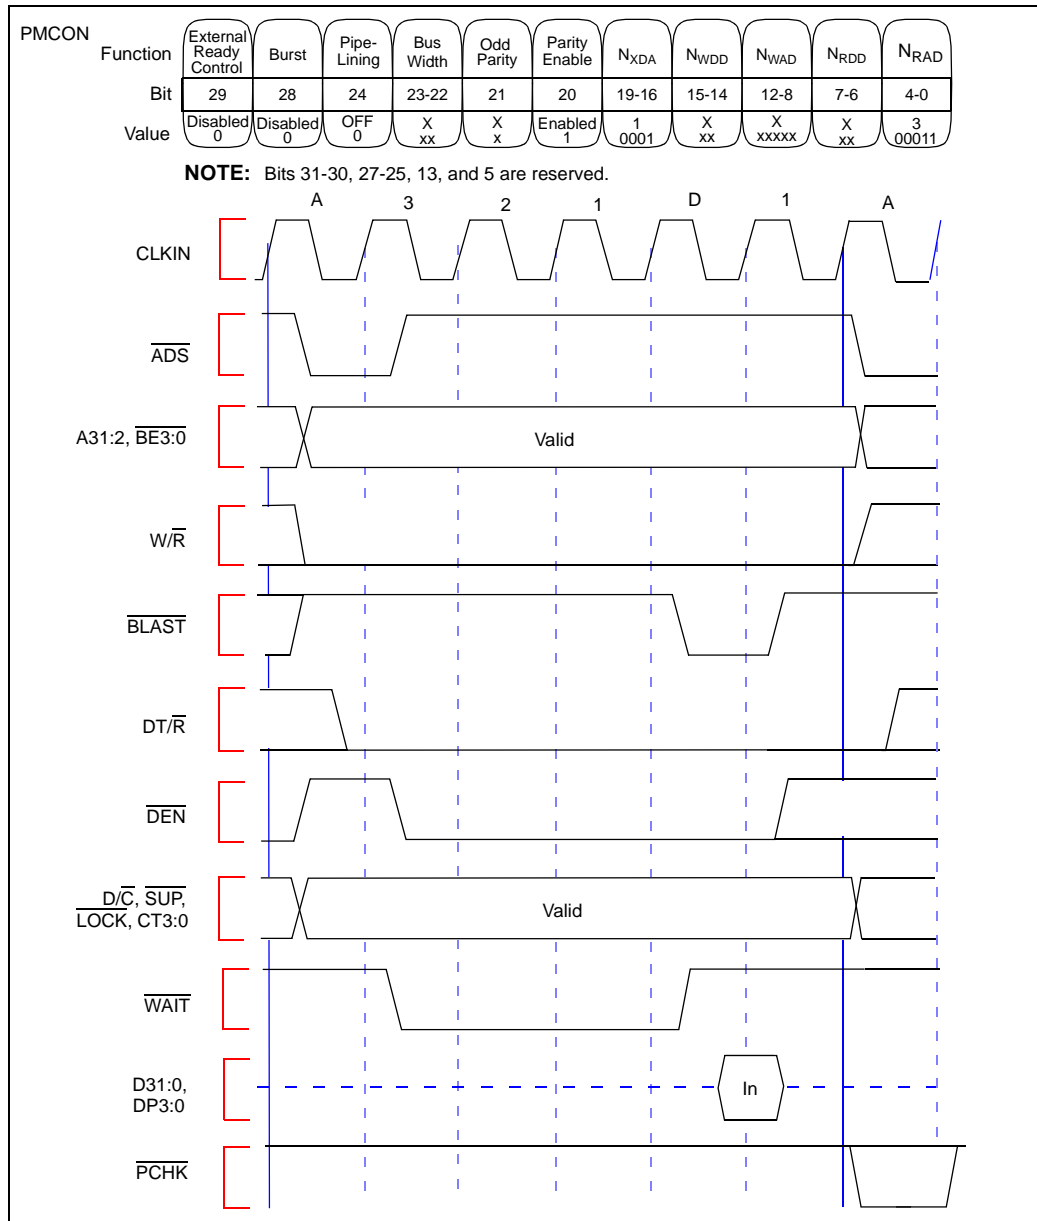 PMCON
Function
External Ready Control
Burst
Pipe-Lining
Bus Width
Odd Parity
Parity Enable
NXDA
NWDD
NWAD
NRDD
NRAD
Bit
29
28
24
23-22
21
20
19-16
15-14
12-8
7-6
4-0
Value
Disabled 0
Disabled 0
OFF 0
X xx
X x
Enabled 1
1 0001
X xx
X xxxxx
X xx
3 00011
NOTE: Bits 31-30, 27-25, 13, and 5 are reserved.
A 3 2 1 D 1 A
CLKIN
ADS
A31:2, BE3:0
Valid
W/R
BLAST
DT/R
DEN
D/C, SUP,
LOCK, CT3:0
Valid
WAIT
D31:0,
DP3:0
In
PCHK